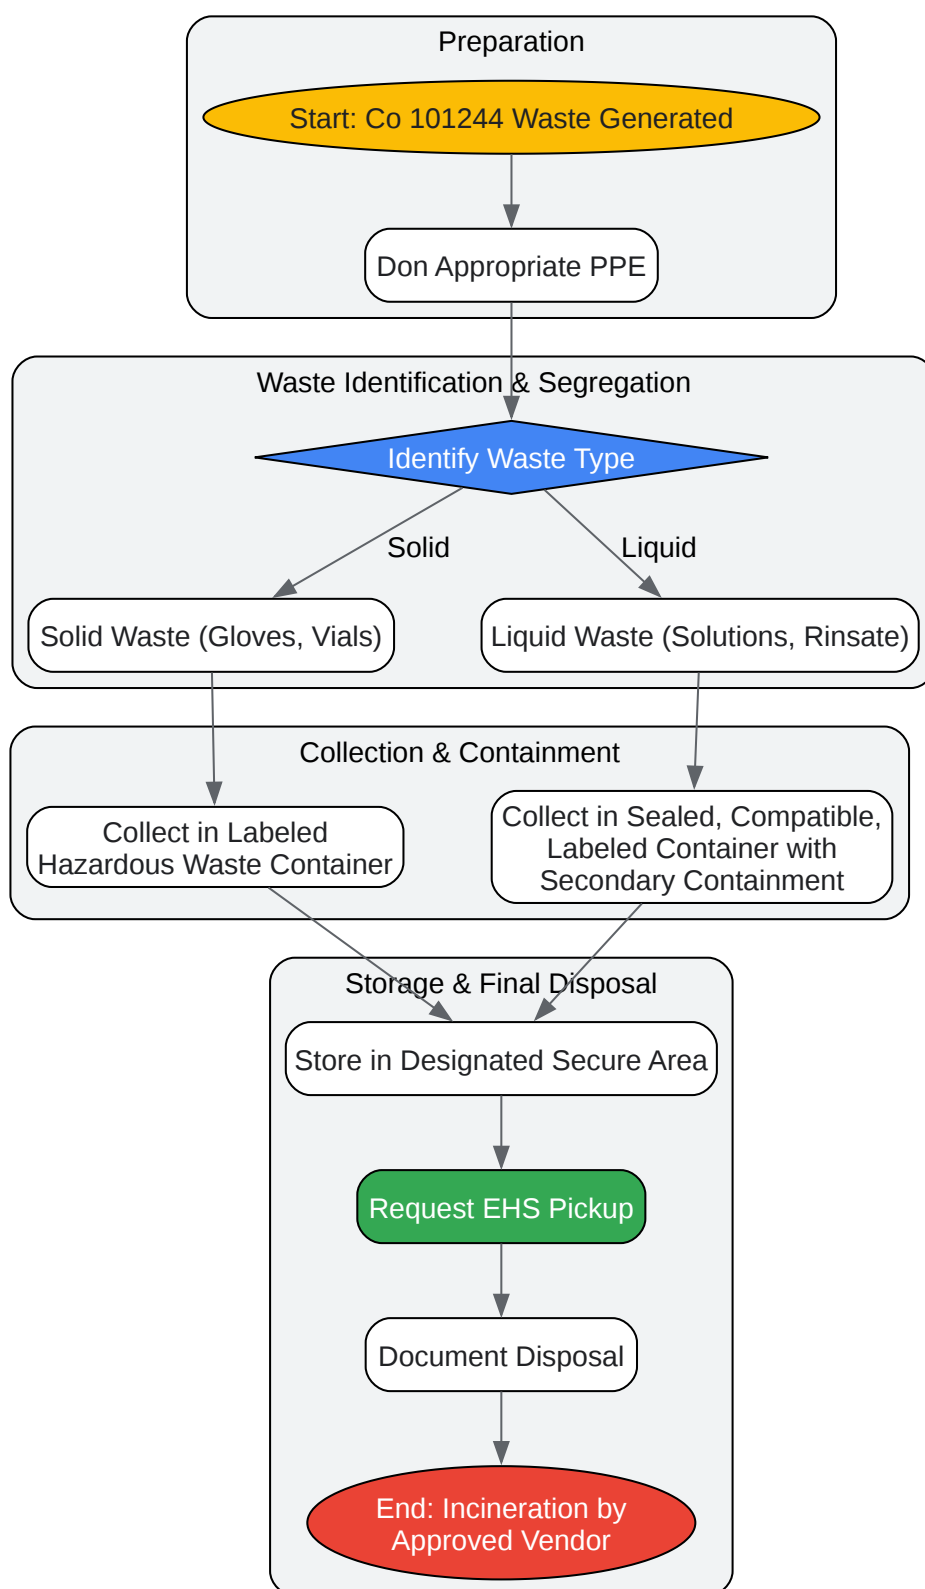 Preparation
Start: Co 101244 Waste Generated
Don Appropriate PPE
Waste Identification & Segregation
Identify Waste Type
Solid
Liquid
Solid Waste (Gloves, Vials)
Liquid Waste (Solutions, Rinsate)
Collection & Containment
Collect in Labeled
Hazardous Waste Container
Collect in Sealed, Compatible,
Labeled Container with
Secondary Containment
Storage & Final Disposal
Store in Designated Secure Area
Request EHS Pickup
Document Disposal
End: Incineration by
Approved Vendor